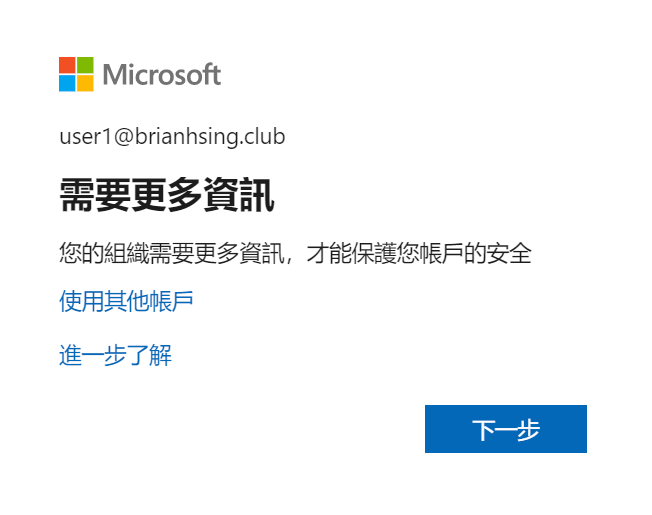 Microsoft
user1@brianhsing.club
需要更多資訊
您的組織需要更多資訊，才能保護您帳戶的安全
使用其他帳戶
進一步了解
下一步